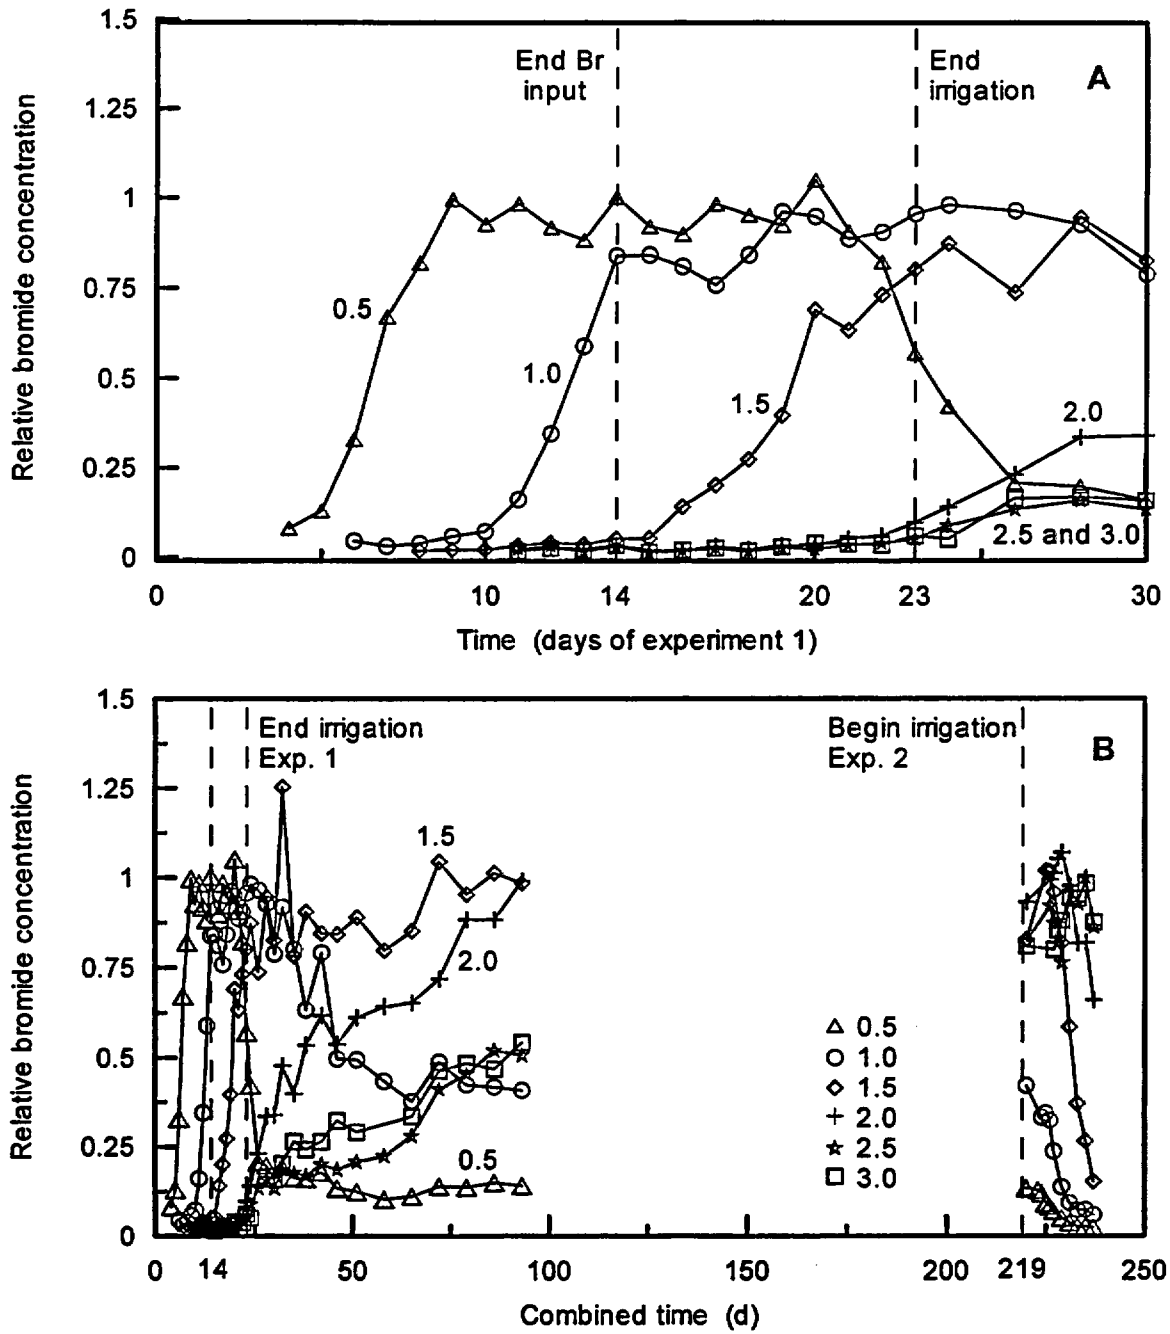 1.5
End Br
input
End
irrigation
A
1.25
1
0.75
0.5
0.25
0
Relative bromide concentration
0.5
1.0
1.5
2.0
2.5 and 3.0
0 10 14 20 23 30
Time (days of experiment 1)
1.5
End irrigation
Exp. 1
Begin irrigation
Exp. 2
B
1.25
1
0.75
0.5
0.25
0
Relative bromide concentration
1.5
2.0
0.5
0.5
1.0
1.5
2.0
2.5
3.0
0 14 50 100 150 200 219 250
Combined time (d)